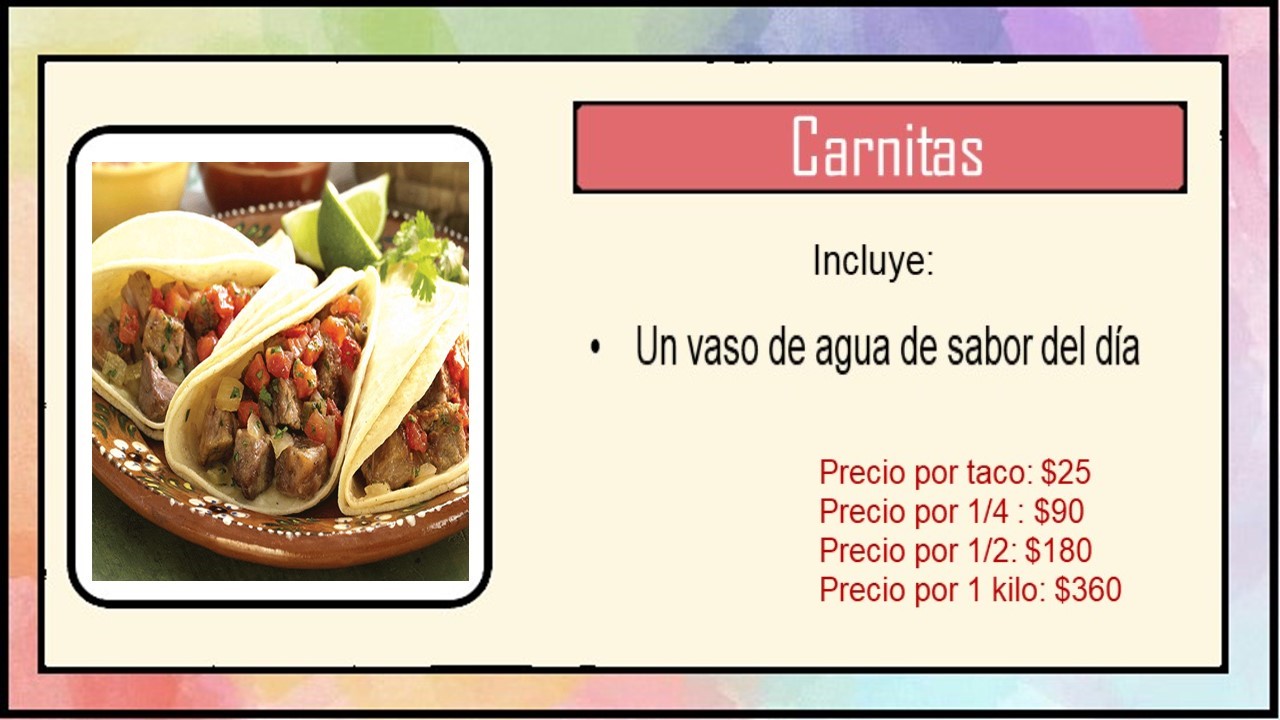 Carnitas
Incluye:
• Un vaso de agua de sabor del día
Precio por taco: $25
Precio por 1/4 : $90
Precio por 1/2: $180
Precio por 1 kilo: $360